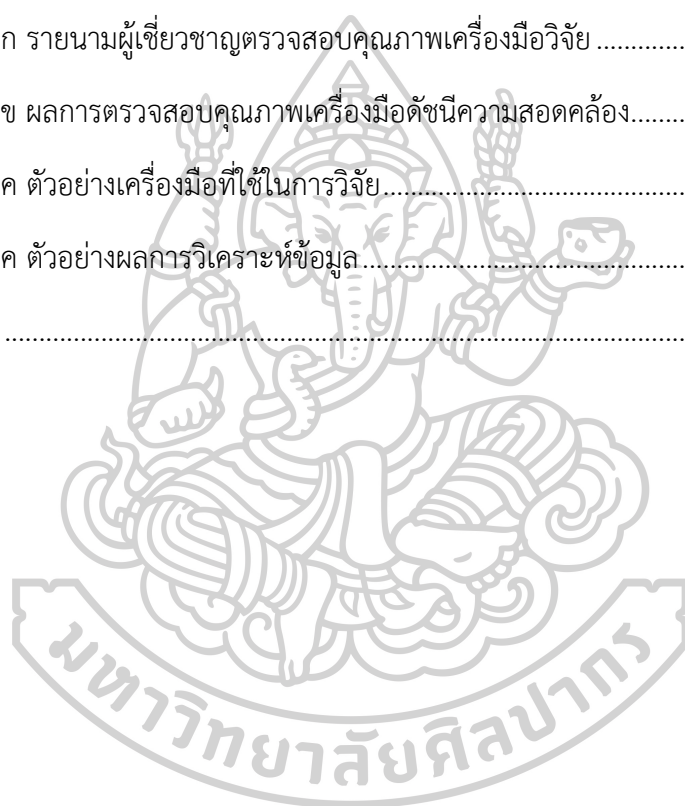 ก รายนามผู้เชี่ยวชาญตรวจสอบคุณภาพเครื่องมือวิจัย .............
ข ผลการตรวจสอบคุณภาพเครื่องมือดัชนีความสอดคล้อง........
ค ตัวอย่างเครื่องมือที่ใช้ในการวิจัย.............................................
ค ตัวอย่างผลการวิเคราะห์ข้อมูล................................................
.....................................................................................................
มหาวิทยาลัยศิลปากร